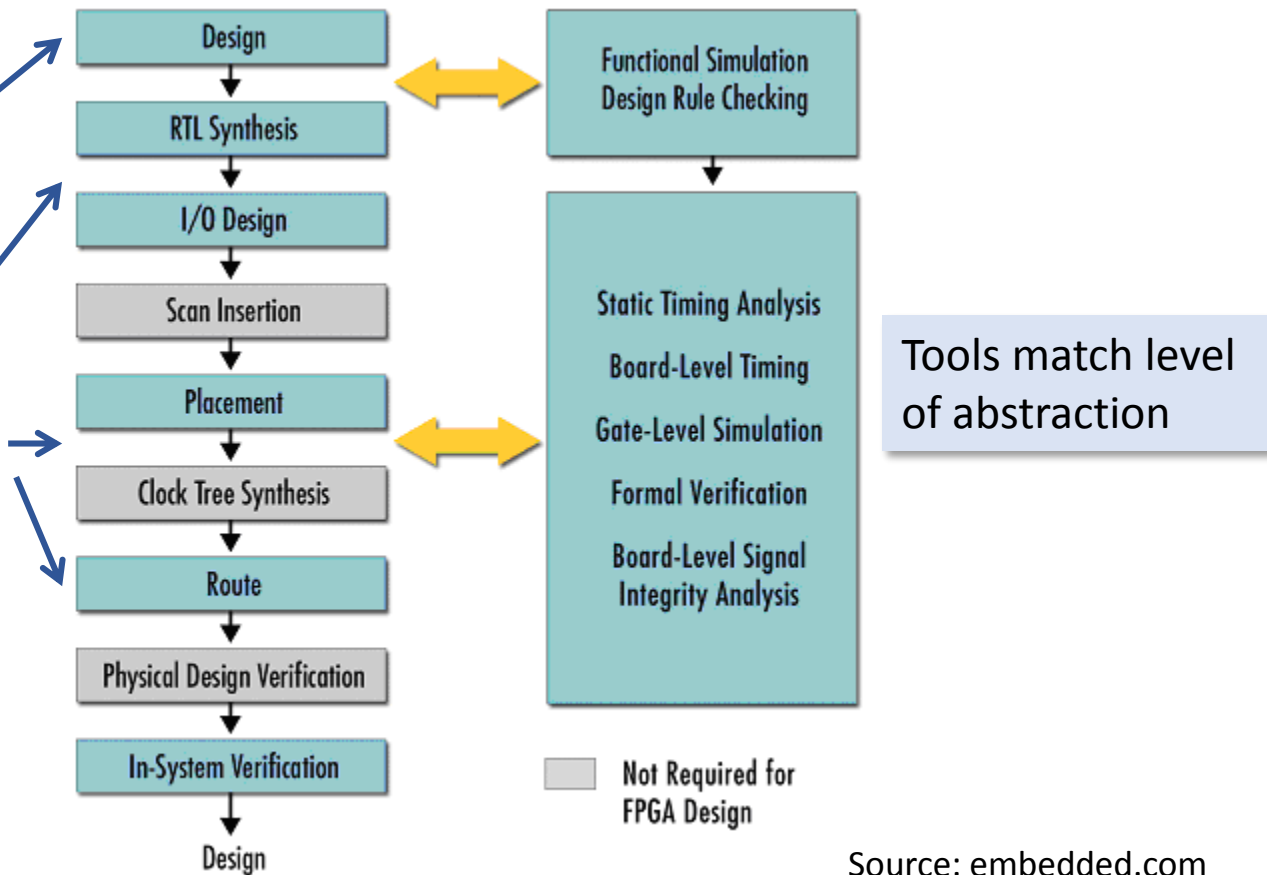 Design
RTL Synthesis
I/O Design
Scan Insertion
Placement
Clock Tree Synthesis
Route
Physical Design Verification
In-System Verification
Design
Functional Simulation
Design Rule Checking
Static Timing Analysis
Board-Level Timing
Gate-Level Simulation
Formal Verification
Board-Level Signal
Integrity Analysis
Not Required for
FPGA Design
Tools match level
of abstraction
Source: embedded.com